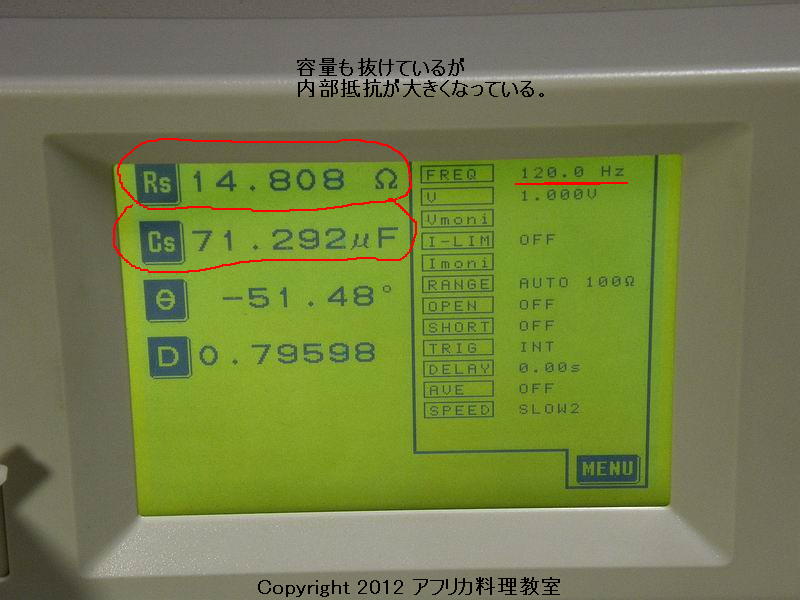 容量も抜けているが
内部抵抗が大きくなっている。
Rs 14.808 Ω
Cs 71.292μF
θ -51.48°
D 0.79598
FREQ 120.0 Hz
V 1.000V
Vmoni
I-LIM OFF
Imoni
RANGE AUTO 100Ω
OPEN OFF
SHORT OFF
TRIG INT
DELAY 0.00s
AVE OFF
SPEED SLOW2
MENU
Copyright 2012 アフリカ料理教室